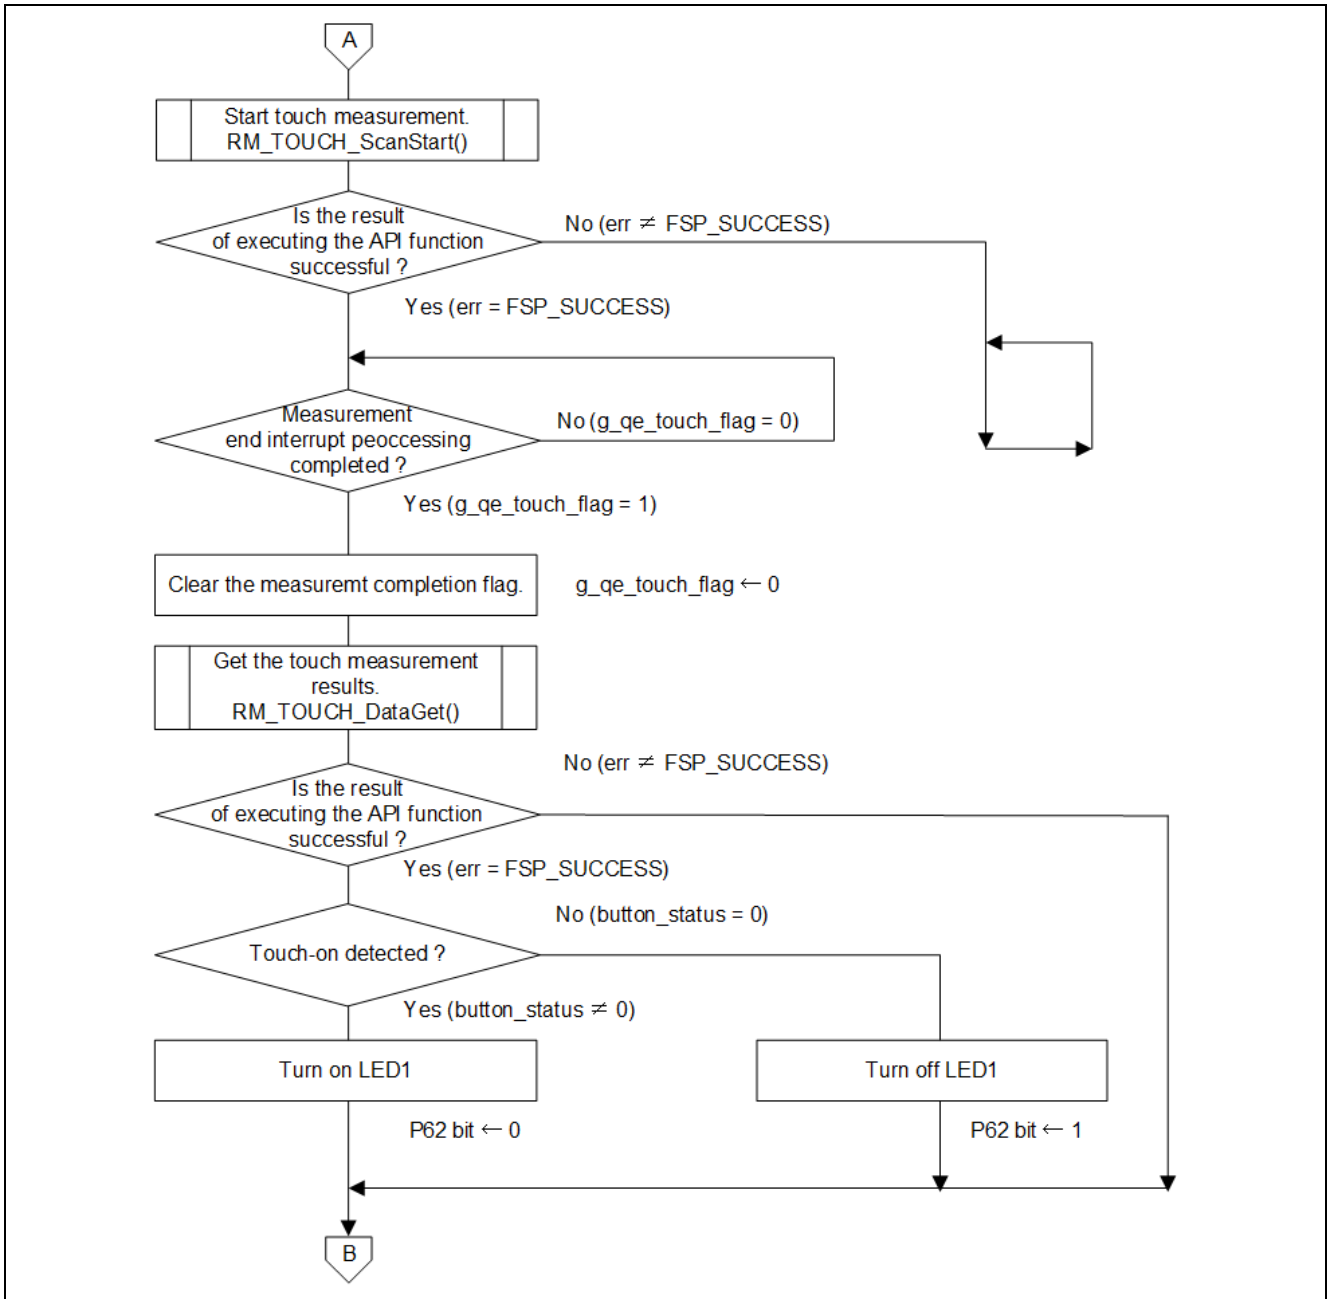 A
Start touch measurement.
RM_TOUCH_ScanStart()
Is the result
of executing the API function
successful ?
No (err ≠ FSP_SUCCESS)
Yes (err = FSP_SUCCESS)
Measurement
end interrupt peoccessing
completed ?
No (g_qe_touch_flag = 0)
Yes (g_qe_touch_flag = 1)
Clear the measuremt completion flag.
g_qe_touch_flag ← 0
Get the touch measurement
results.
RM_TOUCH_DataGet()
No (err ≠ FSP_SUCCESS)
Is the result
of executing the API function
successful ?
Yes (err = FSP_SUCCESS)
No (button_status = 0)
Touch-on detected ?
Yes (button_status ≠ 0)
Turn on LED1
Turn off LED1
P62 bit ← 0
P62 bit ← 1
B